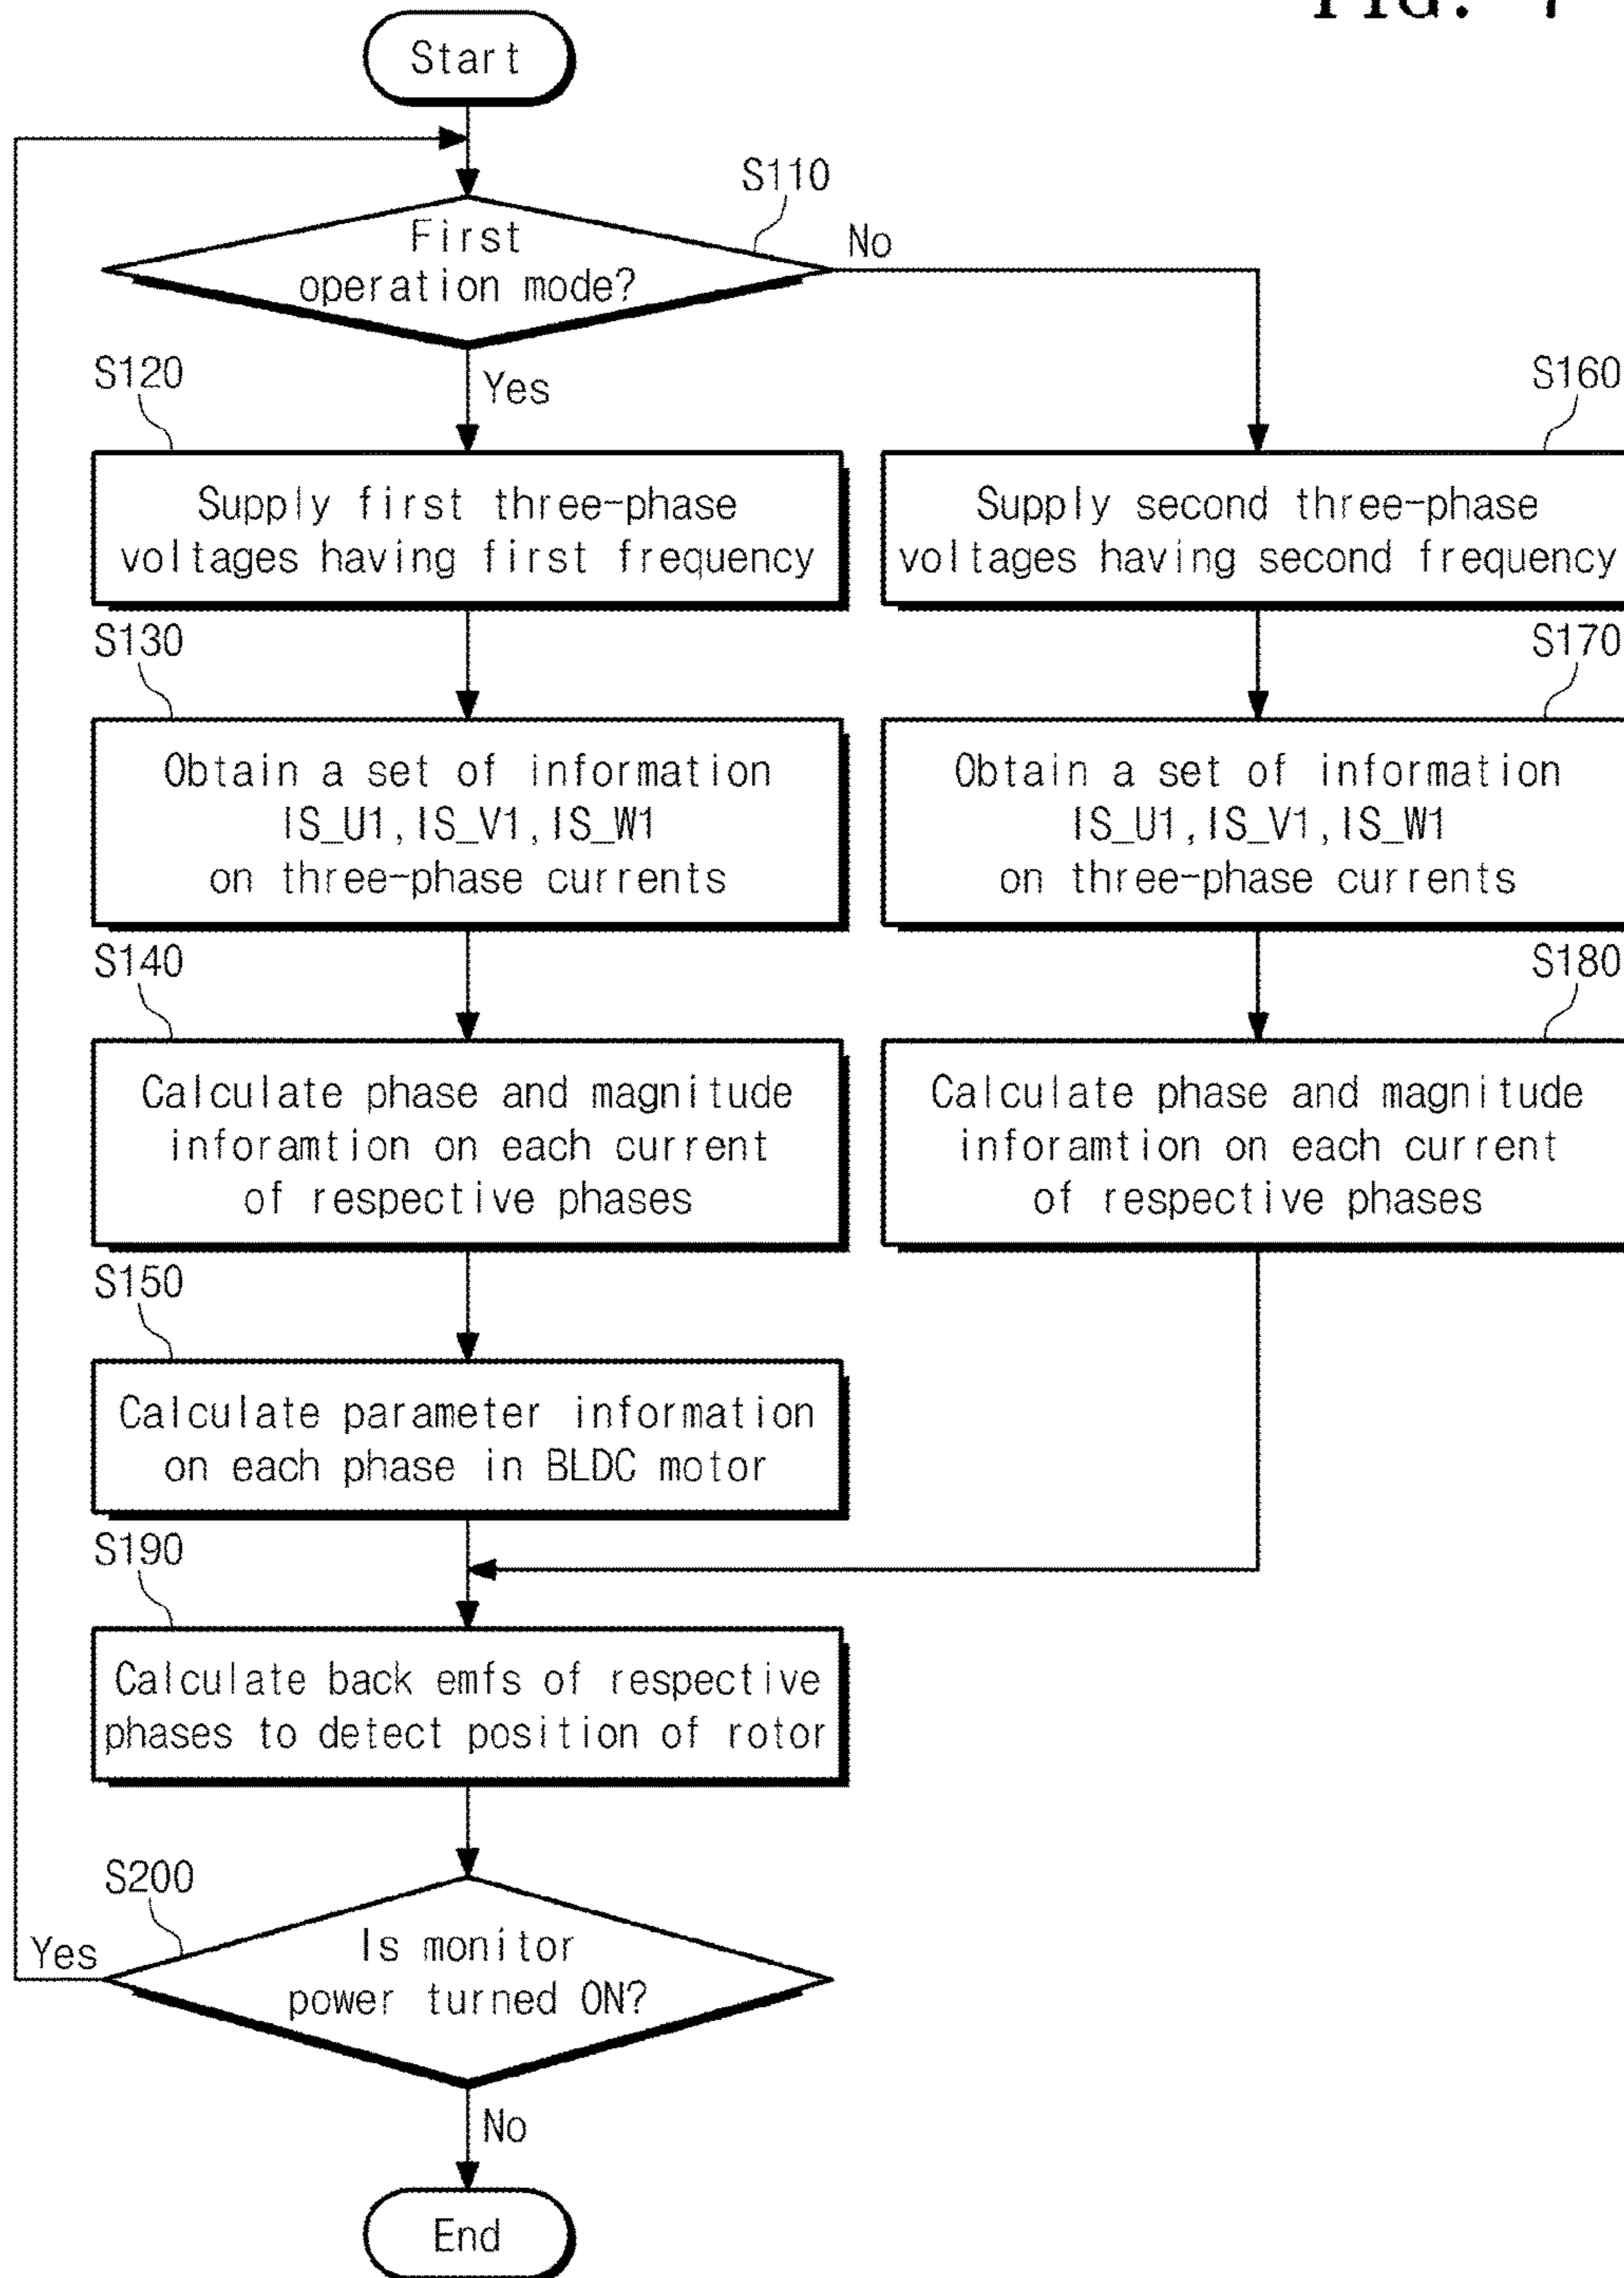 FIG. 7
Start
S110
First
operation mode?
No
Yes
S120
Supply first three-phase
voltages having first frequency
S160
Supply second three-phase
voltages having second frequency
S130
Obtain a set of information
IS_U1,IS_V1,IS_W1
on three-phase currents
S170
Obtain a set of information
IS_U1,IS_V1,IS_W1
on three-phase currents
S140
Calculate phase and magnitude
inforamtion on each current
of respective phases
S180
Calculate phase and magnitude
inforamtion on each current
of respective phases
S150
Calculate parameter information
on each phase in BLDC motor
S190
Calculate back emfs of respective
phases to detect position of rotor
S200
Is monitor
power turned ON?
Yes
No
End